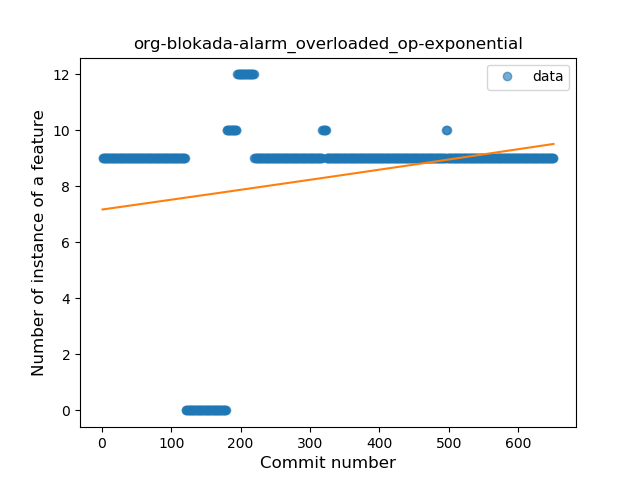 org-blokada-alarm_overloaded_op-exponential
data
Number of instance of a feature
12
10
8
6
4
2
0
0 100 200 300 400 500 600
Commit number